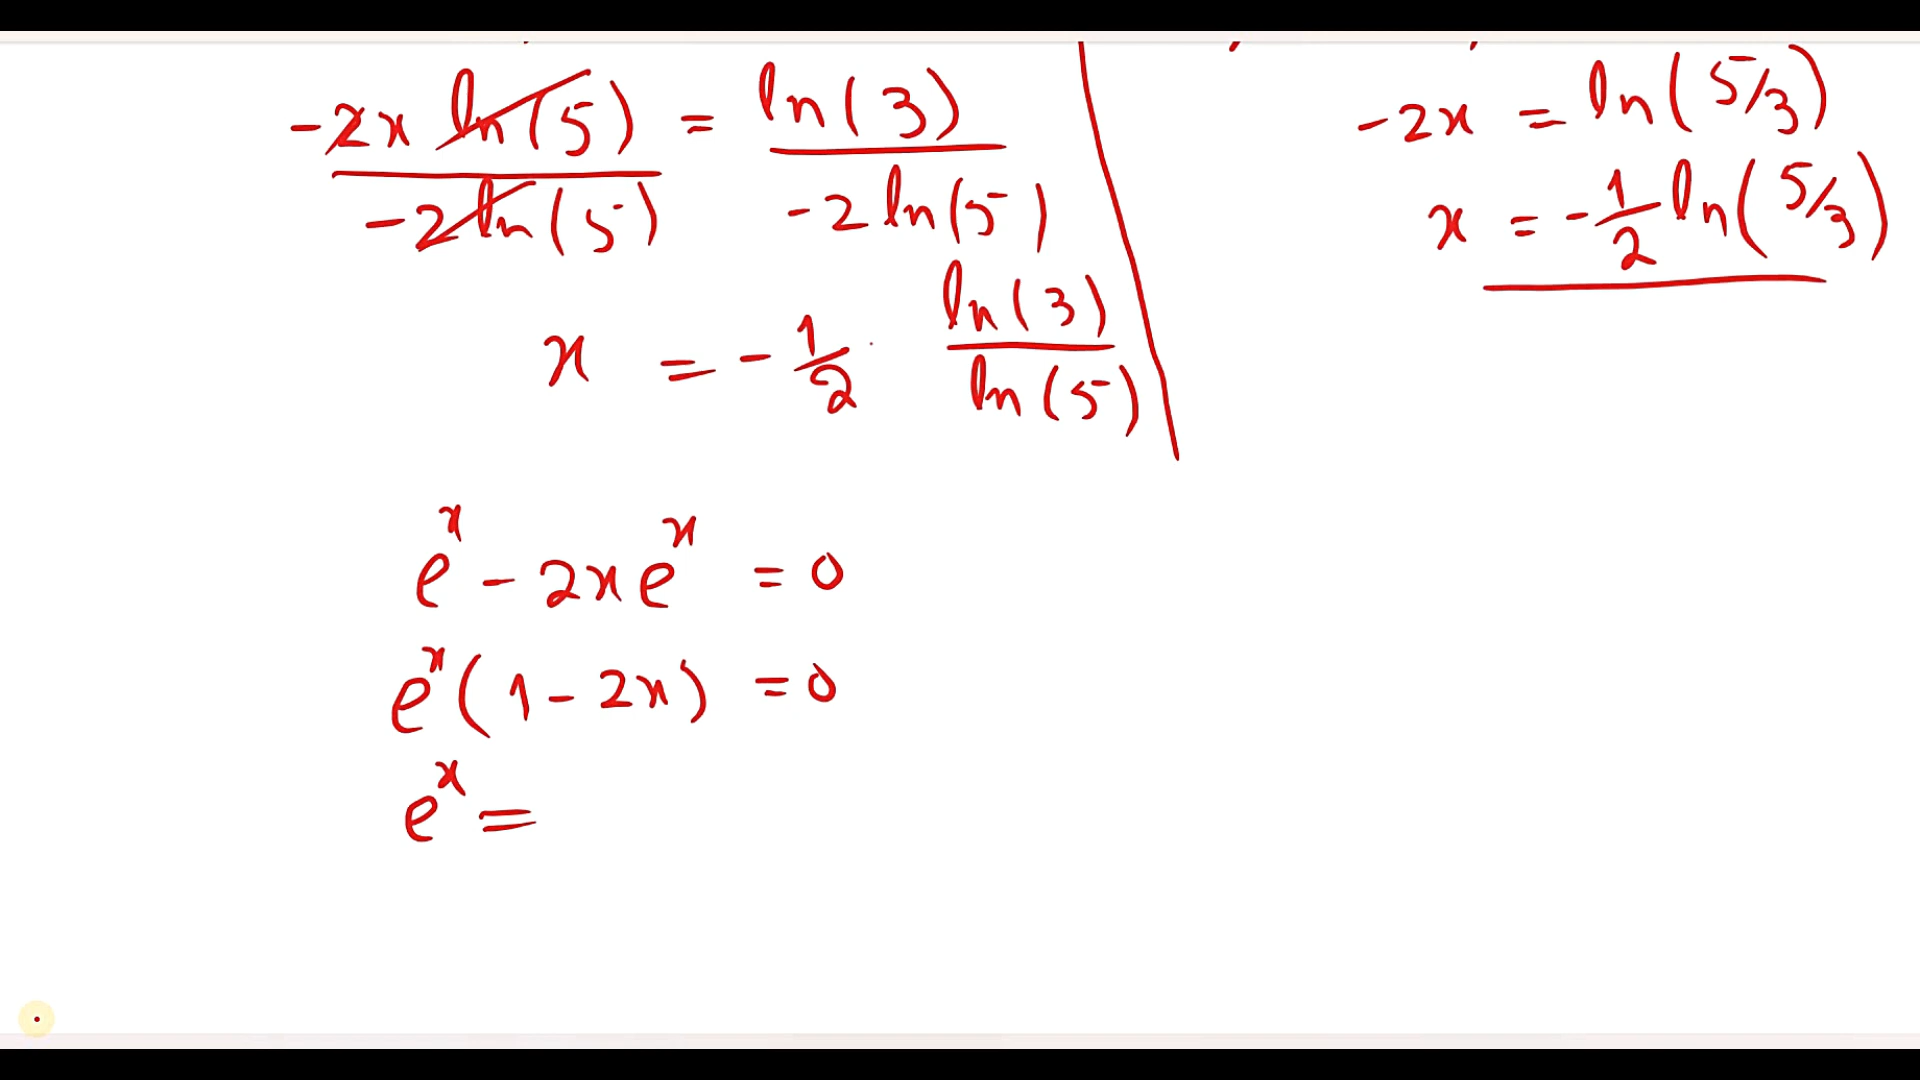 -2x ln(5) = ln(3)
-2 ln(5) -2 ln(5)
x = - 1/2 ln(3)/ln(5)
-2x = ln(5/3)
x = - 1/2 ln(5/3)
e^x - 2x e^x = 0
e^x (1 - 2x) = 0
e^x =